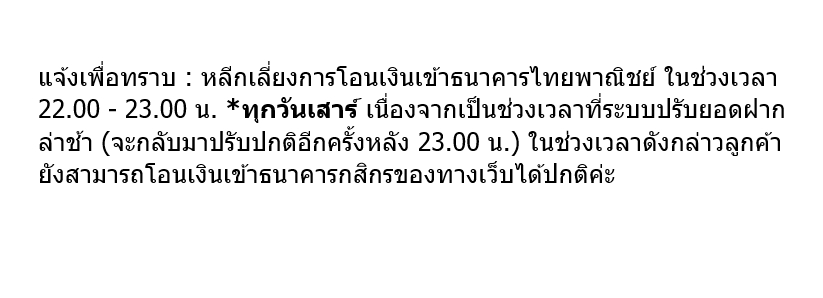 แจ้งเพื่อทราบ : หลีกเลี่ยงการโอนเงินเข้าธนาคารไทยพาณิชย์ ในช่วงเวลา
22.00 - 23.00 น. *ทุกวันเสาร์ เนื่องจากเป็นช่วงเวลาที่ระบบปรับยอดฝาก
ล่าช้า (จะกลับมาปรับปกติอีกครั้งหลัง 23.00 น.) ในช่วงเวลาดังกล่าวลูกค้า
ยังสามารถโอนเงินเข้าธนาคารกสิกรของทางเว็บได้ปกติค่ะ